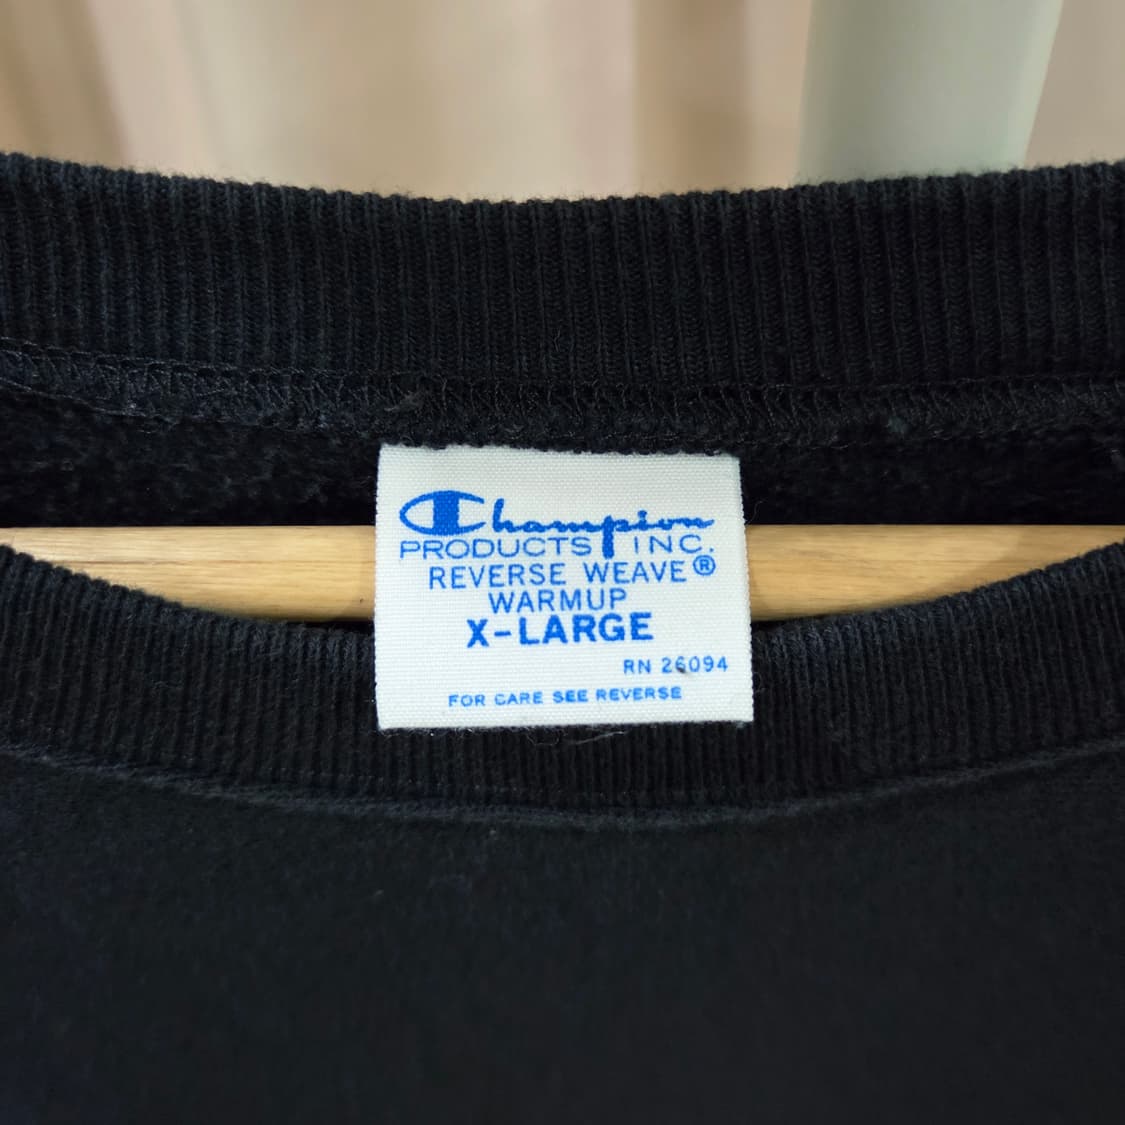 Champion
PRODUCTS INC.
REVERSE WEAVE®
WARMUP
X-LARGE
RN 26094
FOR CARE SEE REVERSE